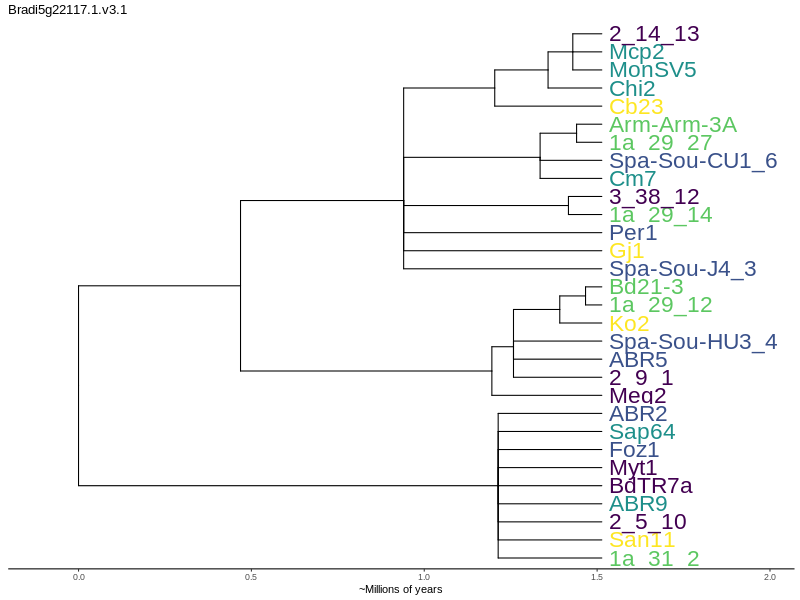 Bradi5g22117.1.v3.1
2_14_13
Mcp2
MonSV5
Chi2
Cb23
Arm-Arm-3A
1a_29_27
Spa-Sou-CU1_6
Cm7
3_38_12
1a_29_14
Per1
Gj1
Spa-Sou-J4_3
Bd21-3
1a_29_12
Ko2
Spa-Sou-HU3_4
ABR5
2_9_1
Meg2
ABR2
Sap64
Foz1
Myt1
BdTR7a
ABR9
2_5_10
San11
1a_31_2
0.0 0.5 1.0 1.5 2.0
~Millions of years